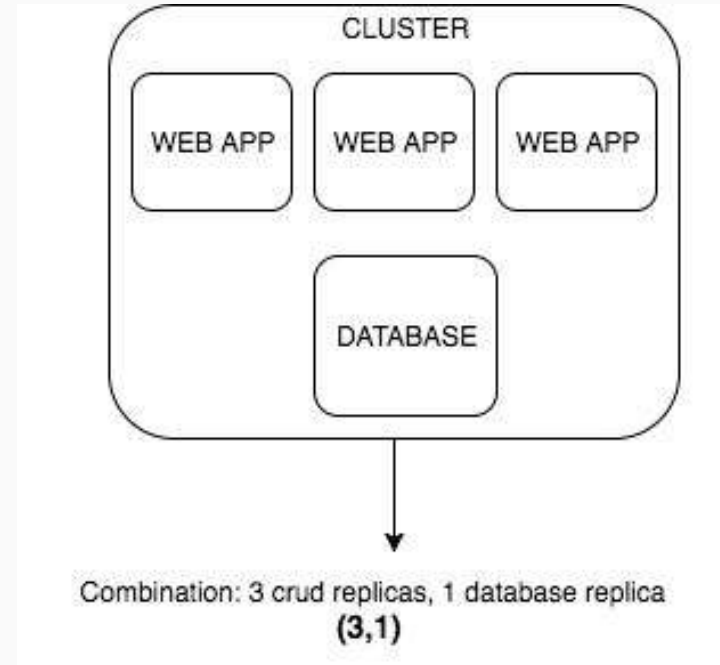 CLUSTER
WEB APP WEB APP WEB APP
DATABASE
Combination: 3 crud replicas, 1 database replica
(3,1)